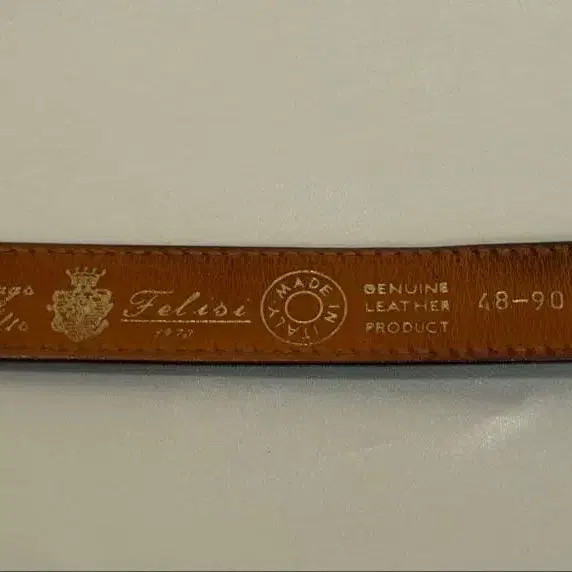 Felisi
1973
MADE IN ITALY
GENUINE
LEATHER
PRODUCT
48-90